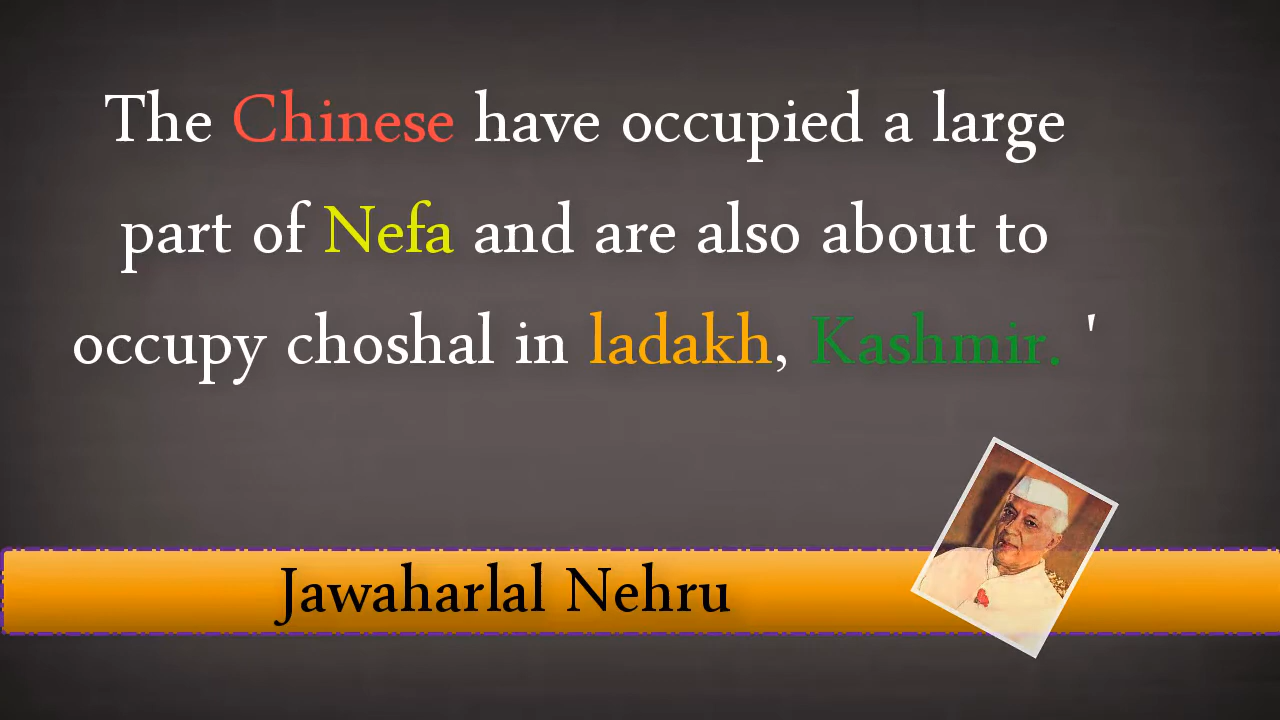 The Chinese have occupied a large
part of Nefa and are also about to
occupy choshal in ladakh, Kashmir. '
Jawaharlal Nehru